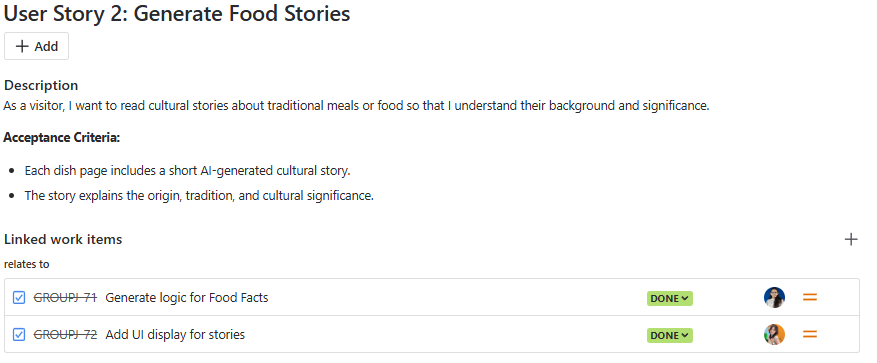 User Story 2: Generate Food Stories
+ Add
Description
As a visitor, I want to read cultural stories about traditional meals or food so that I understand their background and significance.
Acceptance Criteria:
• Each dish page includes a short AI-generated cultural story.
• The story explains the origin, tradition, and cultural significance.
Linked work items
relates to
GROUPJ-71 Generate logic for Food Facts DONE
GROUPJ-72 Add UI display for stories DONE